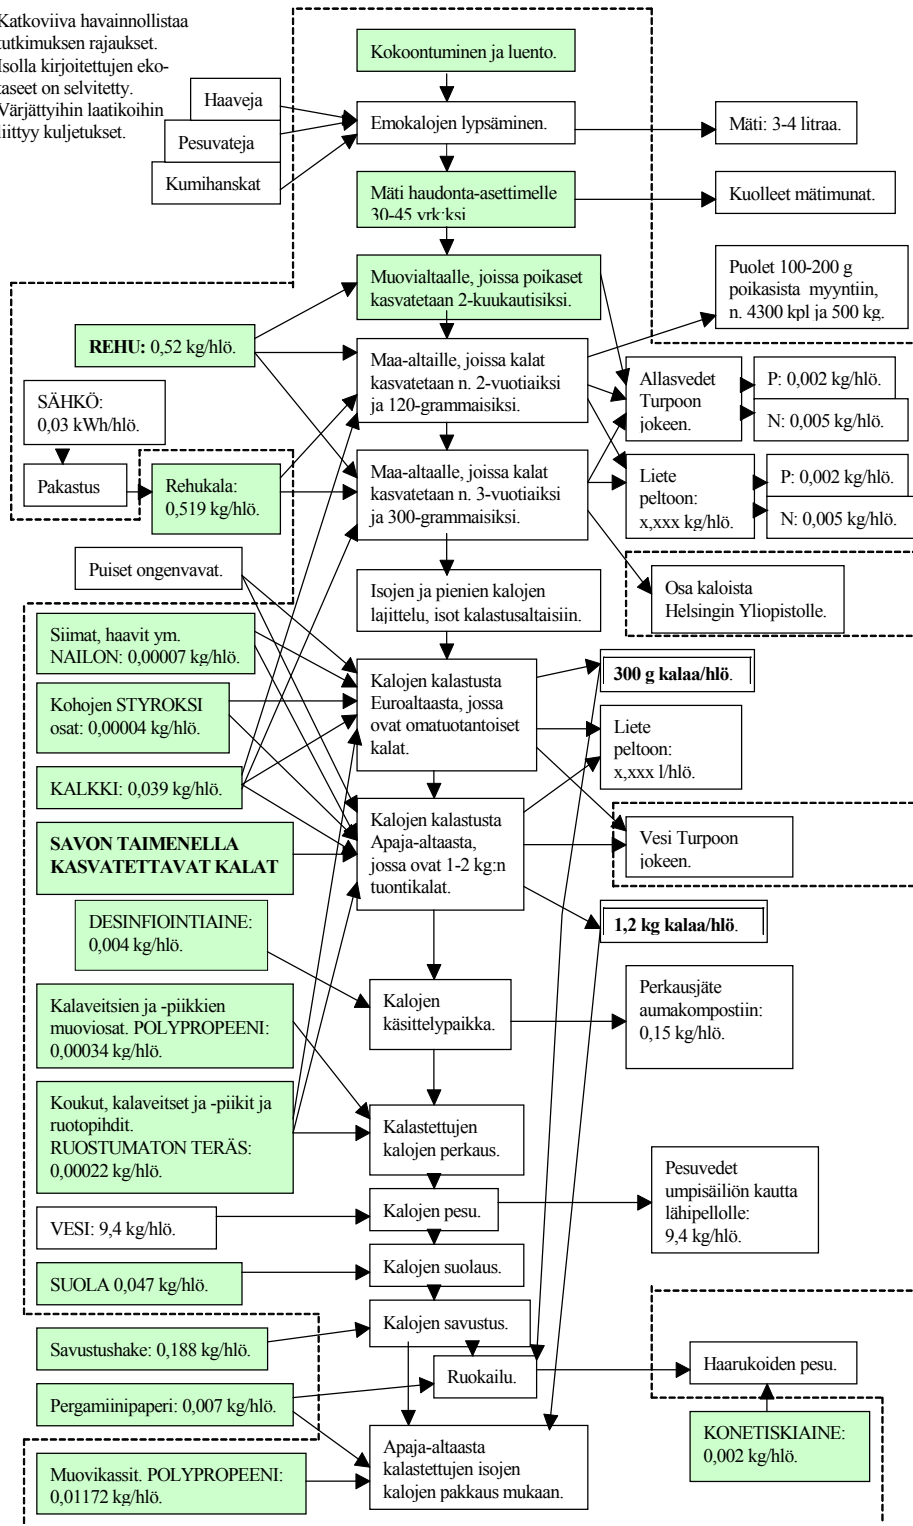 Katkoviiva havainnollistaa
tutkimuksen rajaukset.
Isolla kirjoitettujen eko-
taseet on selvitetty.
Värjättyihin laatikoihin
liittyy kuljetukset.
Kokoontuminen ja luento.
Haaveja
Pesuvateja
Kumihanskat
Emokalojen lypsäminen.
Mäti: 3-4 litraa.
Mäti haudonta-asettimelle
30-45 vrk:ksi
Kuolleet mätimunat.
Muovialtaalle, joissa poikaset
kasvatetaan 2-kuukautisiksi.
Puolet 100-200 g
poikasista myyntiin,
n. 4300 kpl ja 500 kg.
REHU: 0,52 kg/hlö.
Maa-altaille, joissa kalat
kasvatetaan n. 2-vuotiaiksi
ja 120-grammaisiksi.
Allasvedet
Turpoon
jokeen.
P: 0,002 kg/hlö.
N: 0,005 kg/hlö.
SÄHKÖ:
0,03 kWh/hlö.
Pakastus
Rehukala:
0,519 kg/hlö.
Maa-altaalle, joissa kalat
kasvatetaan n. 3-vuotiaiksi
ja 300-grammaisiksi.
Liete
peltoon:
x,xxx kg/hlö.
P: 0,002 kg/hlö.
N: 0,005 kg/hlö.
Puiset ongenvavat.
Isojen ja pienien kalojen
lajittelu, isot kalastusaltaisiin.
Osa kaloista
Helsingin Yliopistolle.
Siimat, haavit ym.
NAILON: 0,00007 kg/hlö.
Kohojen STYROKSI
osat: 0,00004 kg/hlö.
KALKKI: 0,039 kg/hlö.
Kalojen kalastusta
Euroaltaasta, jossa
ovat omatuotantoiset
kalat.
300 g kalaa/hlö.
Liete
peltoon:
x,xxx l/hlö.
SAVON TAIMENELLA
KASVATETTAVAT KALAT
Kalojen kalastusta
Apaja-altaasta,
jossa ovat 1-2 kg:n
tuontikalat.
Vesi Turpoon
jokeen.
1,2 kg kalaa/hlö.
DESINFIOINTIAINE:
0,004 kg/hlö.
Kalojen
käsittelypaikka.
Perkausjäte
aumakompostiin:
0,15 kg/hlö.
Kalaveitsien ja -piikkien
muoviosat. POLYPROPEENI:
0,00034 kg/hlö.
Koukut, kalaveitset ja -piikit ja
ruotopihdit.
RUOSTUMATON TERÄS:
0,00022 kg/hlö.
Kalastettujen
kalojen perkaus.
VESI: 9,4 kg/hlö.
Kalojen pesu.
Pesuvedet
umpisäiliön kautta
lähipellolle:
9,4 kg/hlö.
SUOLA 0,047 kg/hlö.
Kalojen suolaus.
Savustushake: 0,188 kg/hlö.
Kalojen savustus.
Ruokailu.
Haarukoiden pesu.
Pergamiinipaperi: 0,007 kg/hlö.
KONETISKIAINE:
0,002 kg/hlö.
Muovikassit. POLYPROPEENI:
0,01172 kg/hlö.
Apaja-altaasta
kalastettujen isojen
kalojen pakkaus mukaan.